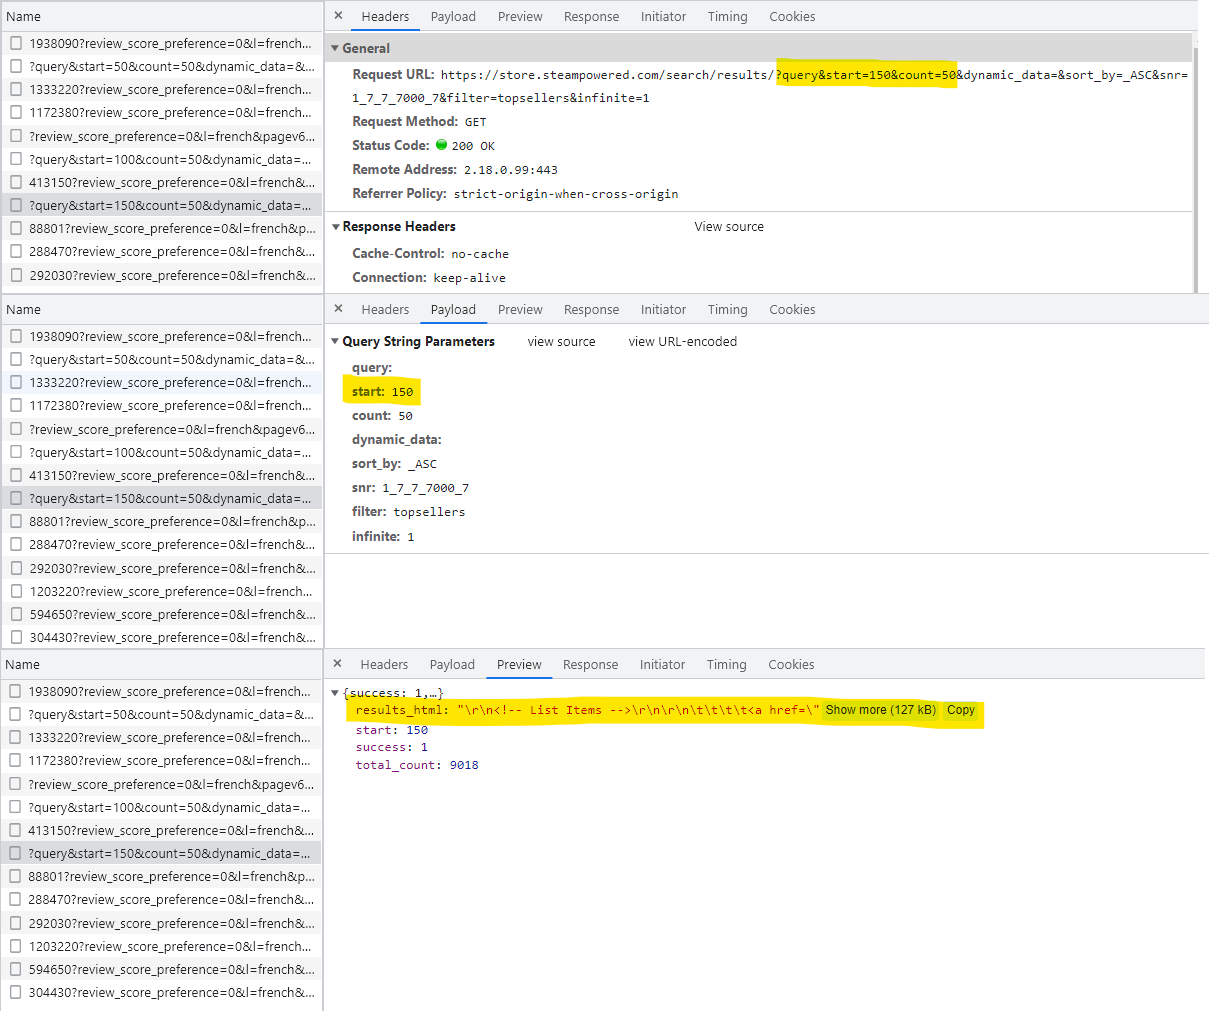 Name
1938090?review_score_preference=0&l=french...
?query&start=50&count=50&dynamic_data=&...
1333220?review_score_preference=0&l=french...
1172380?review_score_preference=0&l=french...
?review_score_preference=0&l=french&pagev6...
?query&start=100&count=50&dynamic_data=...
413150?review_score_preference=0&l=french&...
?query&start=150&count=50&dynamic_data=...
88801?review_score_preference=0&l=french&p...
288470?review_score_preference=0&l=french&...
292030?review_score_preference=0&l=french&...
× Headers Payload Preview Response Initiator Timing Cookies
▼ General
Request URL: https://store.steampowered.com/search/results/?query&start=150&count=50&dynamic_data=&sort_by=_ASC&snr=
1_7_7_7000_7&filter=topsellers&infinite=1
Request Method: GET
Status Code: 200 OK
Remote Address: 2.18.0.99:443
Referrer Policy: strict-origin-when-cross-origin
▼ Response Headers View source
Cache-Control: no-cache
Connection: keep-alive
Name
1938090?review_score_preference=0&l=french...
?query&start=50&count=50&dynamic_data=&...
1333220?review_score_preference=0&l=french...
1172380?review_score_preference=0&l=french...
?review_score_preference=0&l=french&pagev6...
?query&start=100&count=50&dynamic_data=...
413150?review_score_preference=0&l=french&...
?query&start=150&count=50&dynamic_data=...
88801?review_score_preference=0&l=french&p...
288470?review_score_preference=0&l=french&...
292030?review_score_preference=0&l=french&...
1203220?review_score_preference=0&l=french...
594650?review_score_preference=0&l=french&...
304430?review_score_preference=0&l=french&...
× Headers Payload Preview Response Initiator Timing Cookies
▼ Query String Parameters view source view URL-encoded
query:
start: 150
count: 50
dynamic_data:
sort_by: _ASC
snr: 1_7_7_7000_7
filter: topsellers
infinite: 1
Name
1938090?review_score_preference=0&l=french...
?query&start=50&count=50&dynamic_data=&...
1333220?review_score_preference=0&l=french...
1172380?review_score_preference=0&l=french...
?review_score_preference=0&l=french&pagev6...
?query&start=100&count=50&dynamic_data=...
413150?review_score_preference=0&l=french&...
?query&start=150&count=50&dynamic_data=...
88801?review_score_preference=0&l=french&p...
288470?review_score_preference=0&l=french&...
292030?review_score_preference=0&l=french&...
1203220?review_score_preference=0&l=french...
594650?review_score_preference=0&l=french&...
304430?review_score_preference=0&l=french&...
× Headers Payload Preview Response Initiator Timing Cookies
▼ {success: 1,…}
results_html: "\r\n<!-- List Items -->\r\n\r\n\t\t\t\t<a href=\" Show more (127 kB) Copy
start: 150
success: 1
total_count: 9018